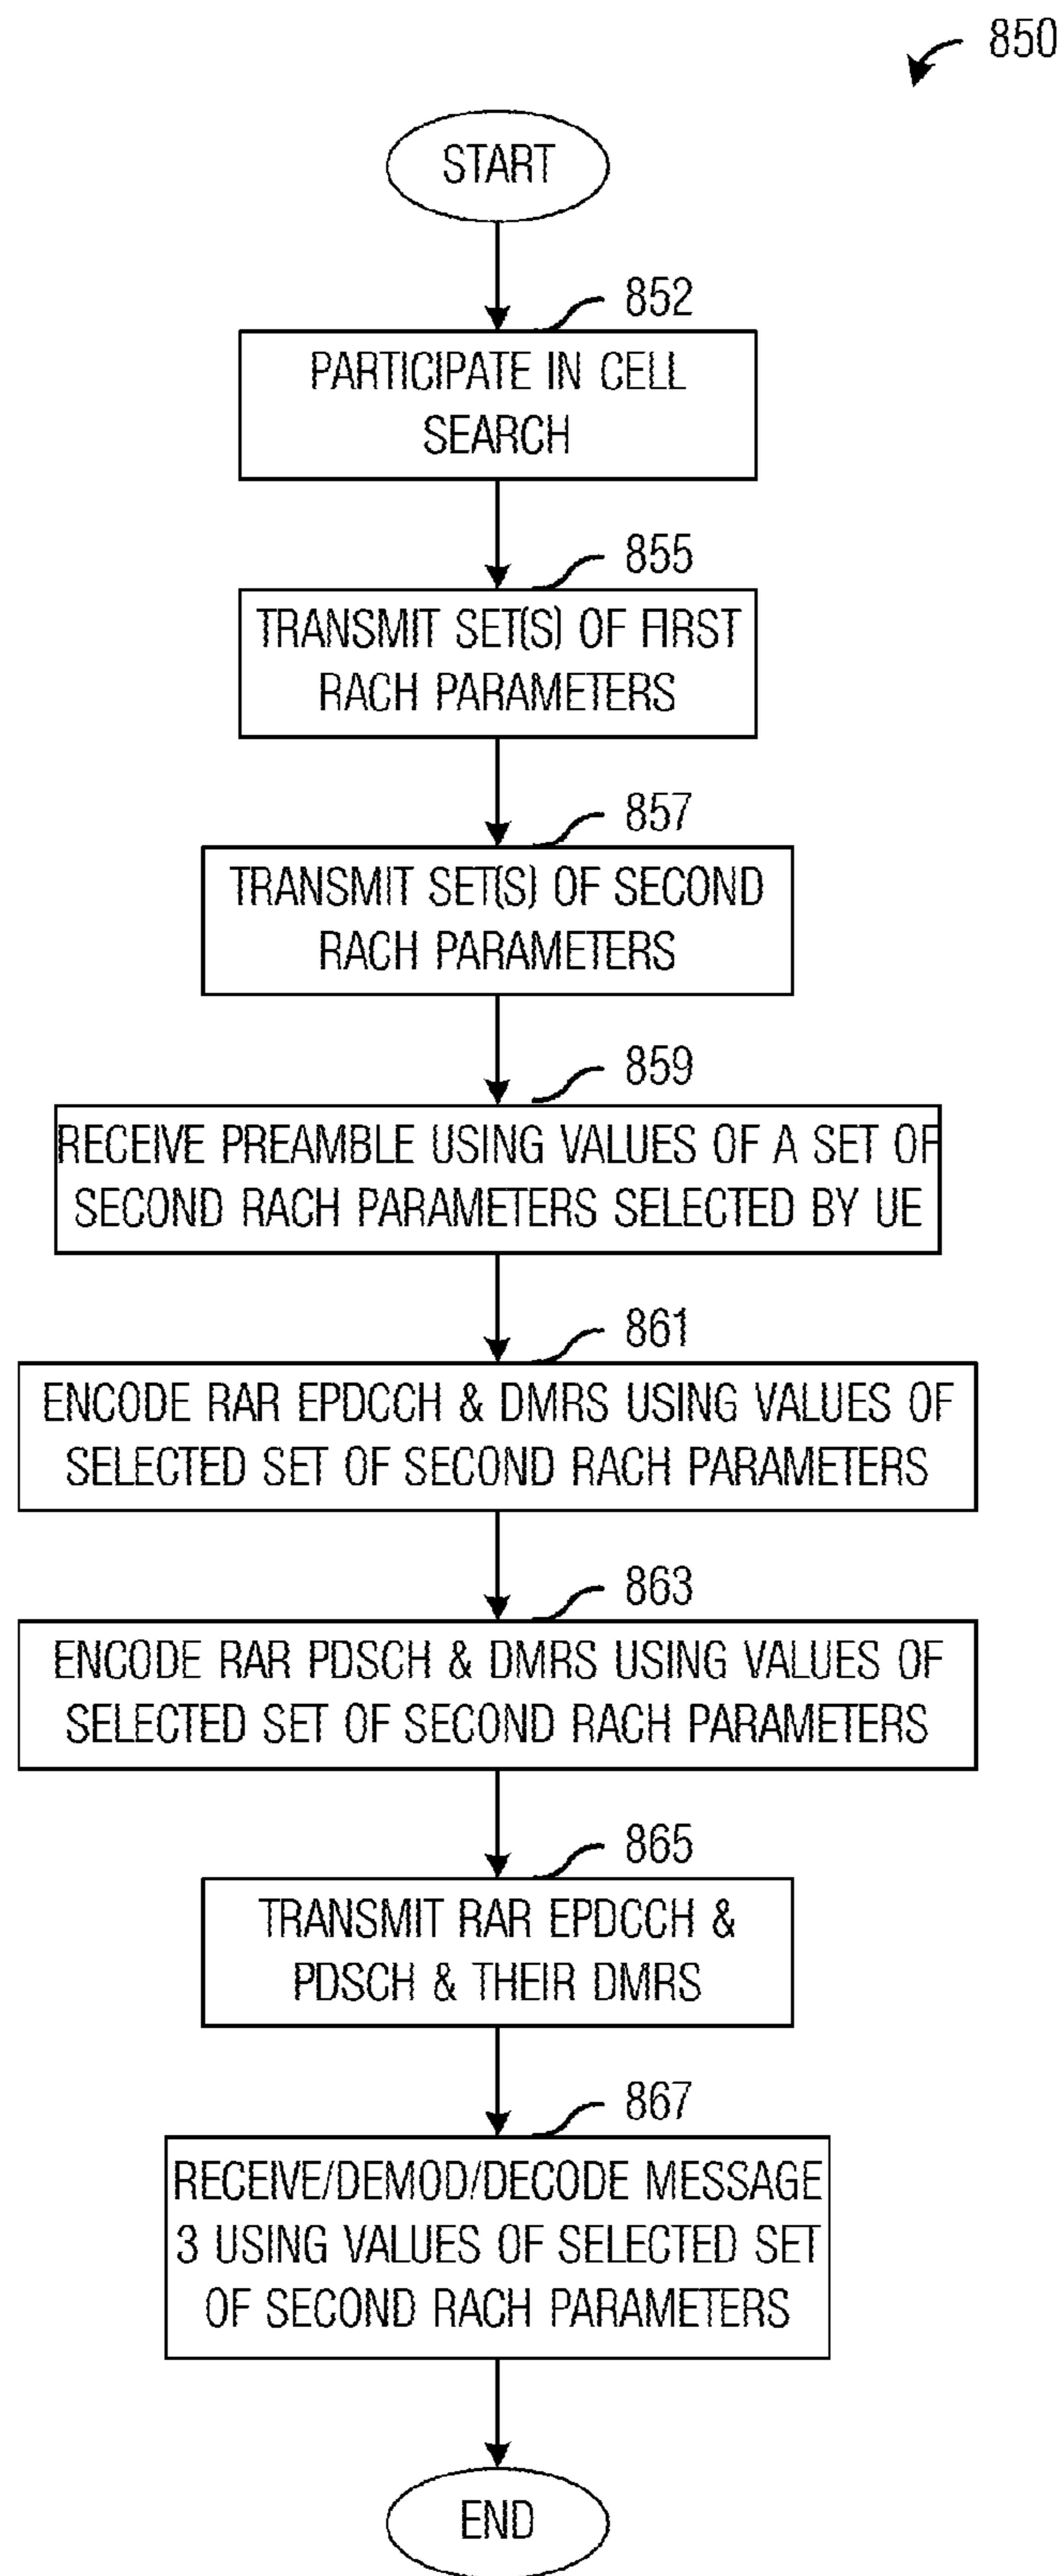 850
START
852
PARTICIPATE IN CELL
SEARCH
855
TRANSMIT SET(S) OF FIRST
RACH PARAMETERS
857
TRANSMIT SET(S) OF SECOND
RACH PARAMETERS
859
RECEIVE PREAMBLE USING VALUES OF A SET OF
SECOND RACH PARAMETERS SELECTED BY UE
861
ENCODE RAR EPDCCH & DMRS USING VALUES OF
SELECTED SET OF SECOND RACH PARAMETERS
863
ENCODE RAR PDSCH & DMRS USING VALUES OF
SELECTED SET OF SECOND RACH PARAMETERS
865
TRANSMIT RAR EPDCCH &
PDSCH & THEIR DMRS
867
RECEIVE/DEMOD/DECODE MESSAGE
3 USING VALUES OF SELECTED SET
OF SECOND RACH PARAMETERS
END